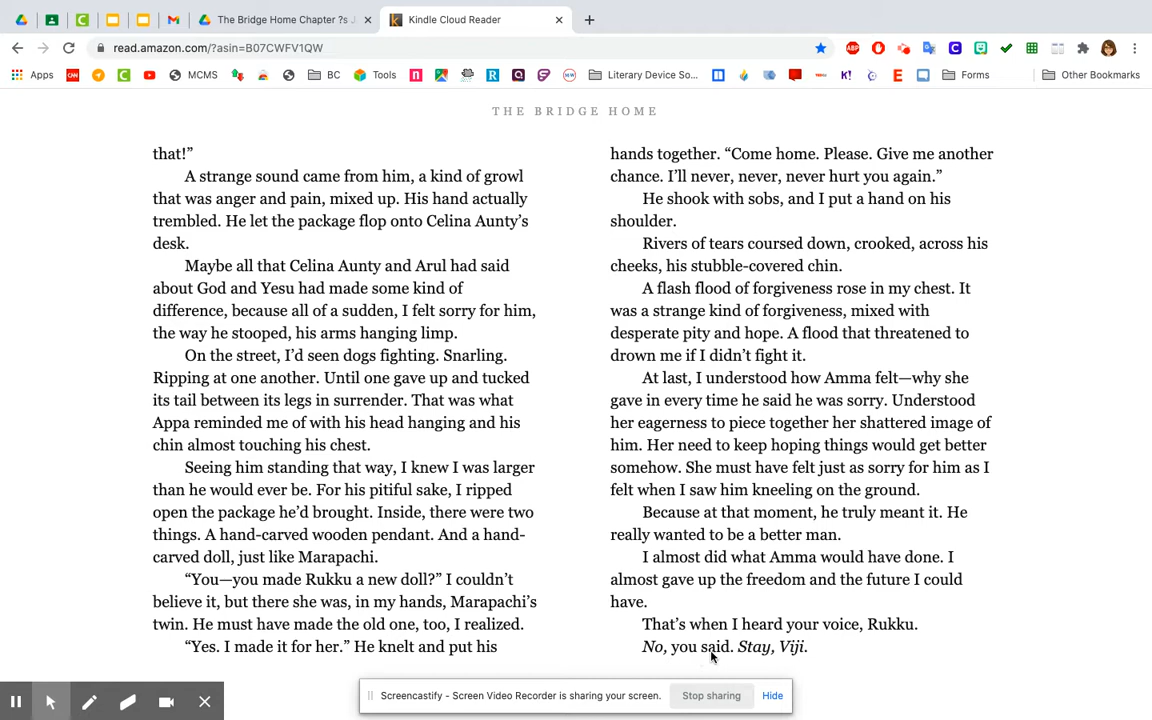 The Bridge Home Chapter ?s
Kindle Cloud Reader
read.amazon.com/?asin=B07CWFV1QW
Apps
MCMS
BC
Tools
Literary Device So...
Forms
Other Bookmarks
THE BRIDGE HOME
that!”
A strange sound came from him, a kind of growl
that was anger and pain, mixed up. His hand actually
trembled. He let the package flop onto Celina Aunty’s
desk.
Maybe all that Celina Aunty and Arul had said
about God and Yesu had made some kind of
difference, because all of a sudden, I felt sorry for him,
the way he stooped, his arms hanging limp.
On the street, I’d seen dogs fighting. Snarling.
Ripping at one another. Until one gave up and tucked
its tail between its legs in surrender. That was what
Appa reminded me of with his head hanging and his
chin almost touching his chest.
Seeing him standing that way, I knew I was larger
than he would ever be. For his pitiful sake, I ripped
open the package he’d brought. Inside, there were two
things. A hand-carved wooden pendant. And a hand-
carved doll, just like Marapachi.
“You—you made Rukku a new doll?” I couldn’t
believe it, but there she was, in my hands, Marapachi’s
twin. He must have made the old one, too, I realized.
“Yes. I made it for her.” He knelt and put his
hands together. “Come home. Please. Give me another
chance. I’ll never, never, never hurt you again.”
He shook with sobs, and I put a hand on his
shoulder.
Rivers of tears coursed down, crooked, across his
cheeks, his stubble-covered chin.
A flash flood of forgiveness rose in my chest. It
was a strange kind of forgiveness, mixed with
desperate pity and hope. A flood that threatened to
drown me if I didn’t fight it.
At last, I understood how Amma felt—why she
gave in every time he said he was sorry. Understood
her eagerness to piece together her shattered image of
him. Her need to keep hoping things would get better
somehow. She must have felt just as sorry for him as I
felt when I saw him kneeling on the ground.
Because at that moment, he truly meant it. He
really wanted to be a better man.
I almost did what Amma would have done. I
almost gave up the freedom and the future I could
have.
That’s when I heard your voice, Rukku.
No, you said. Stay, Viji.
Screencastify - Screen Video Recorder is sharing your screen.
Stop sharing
Hide